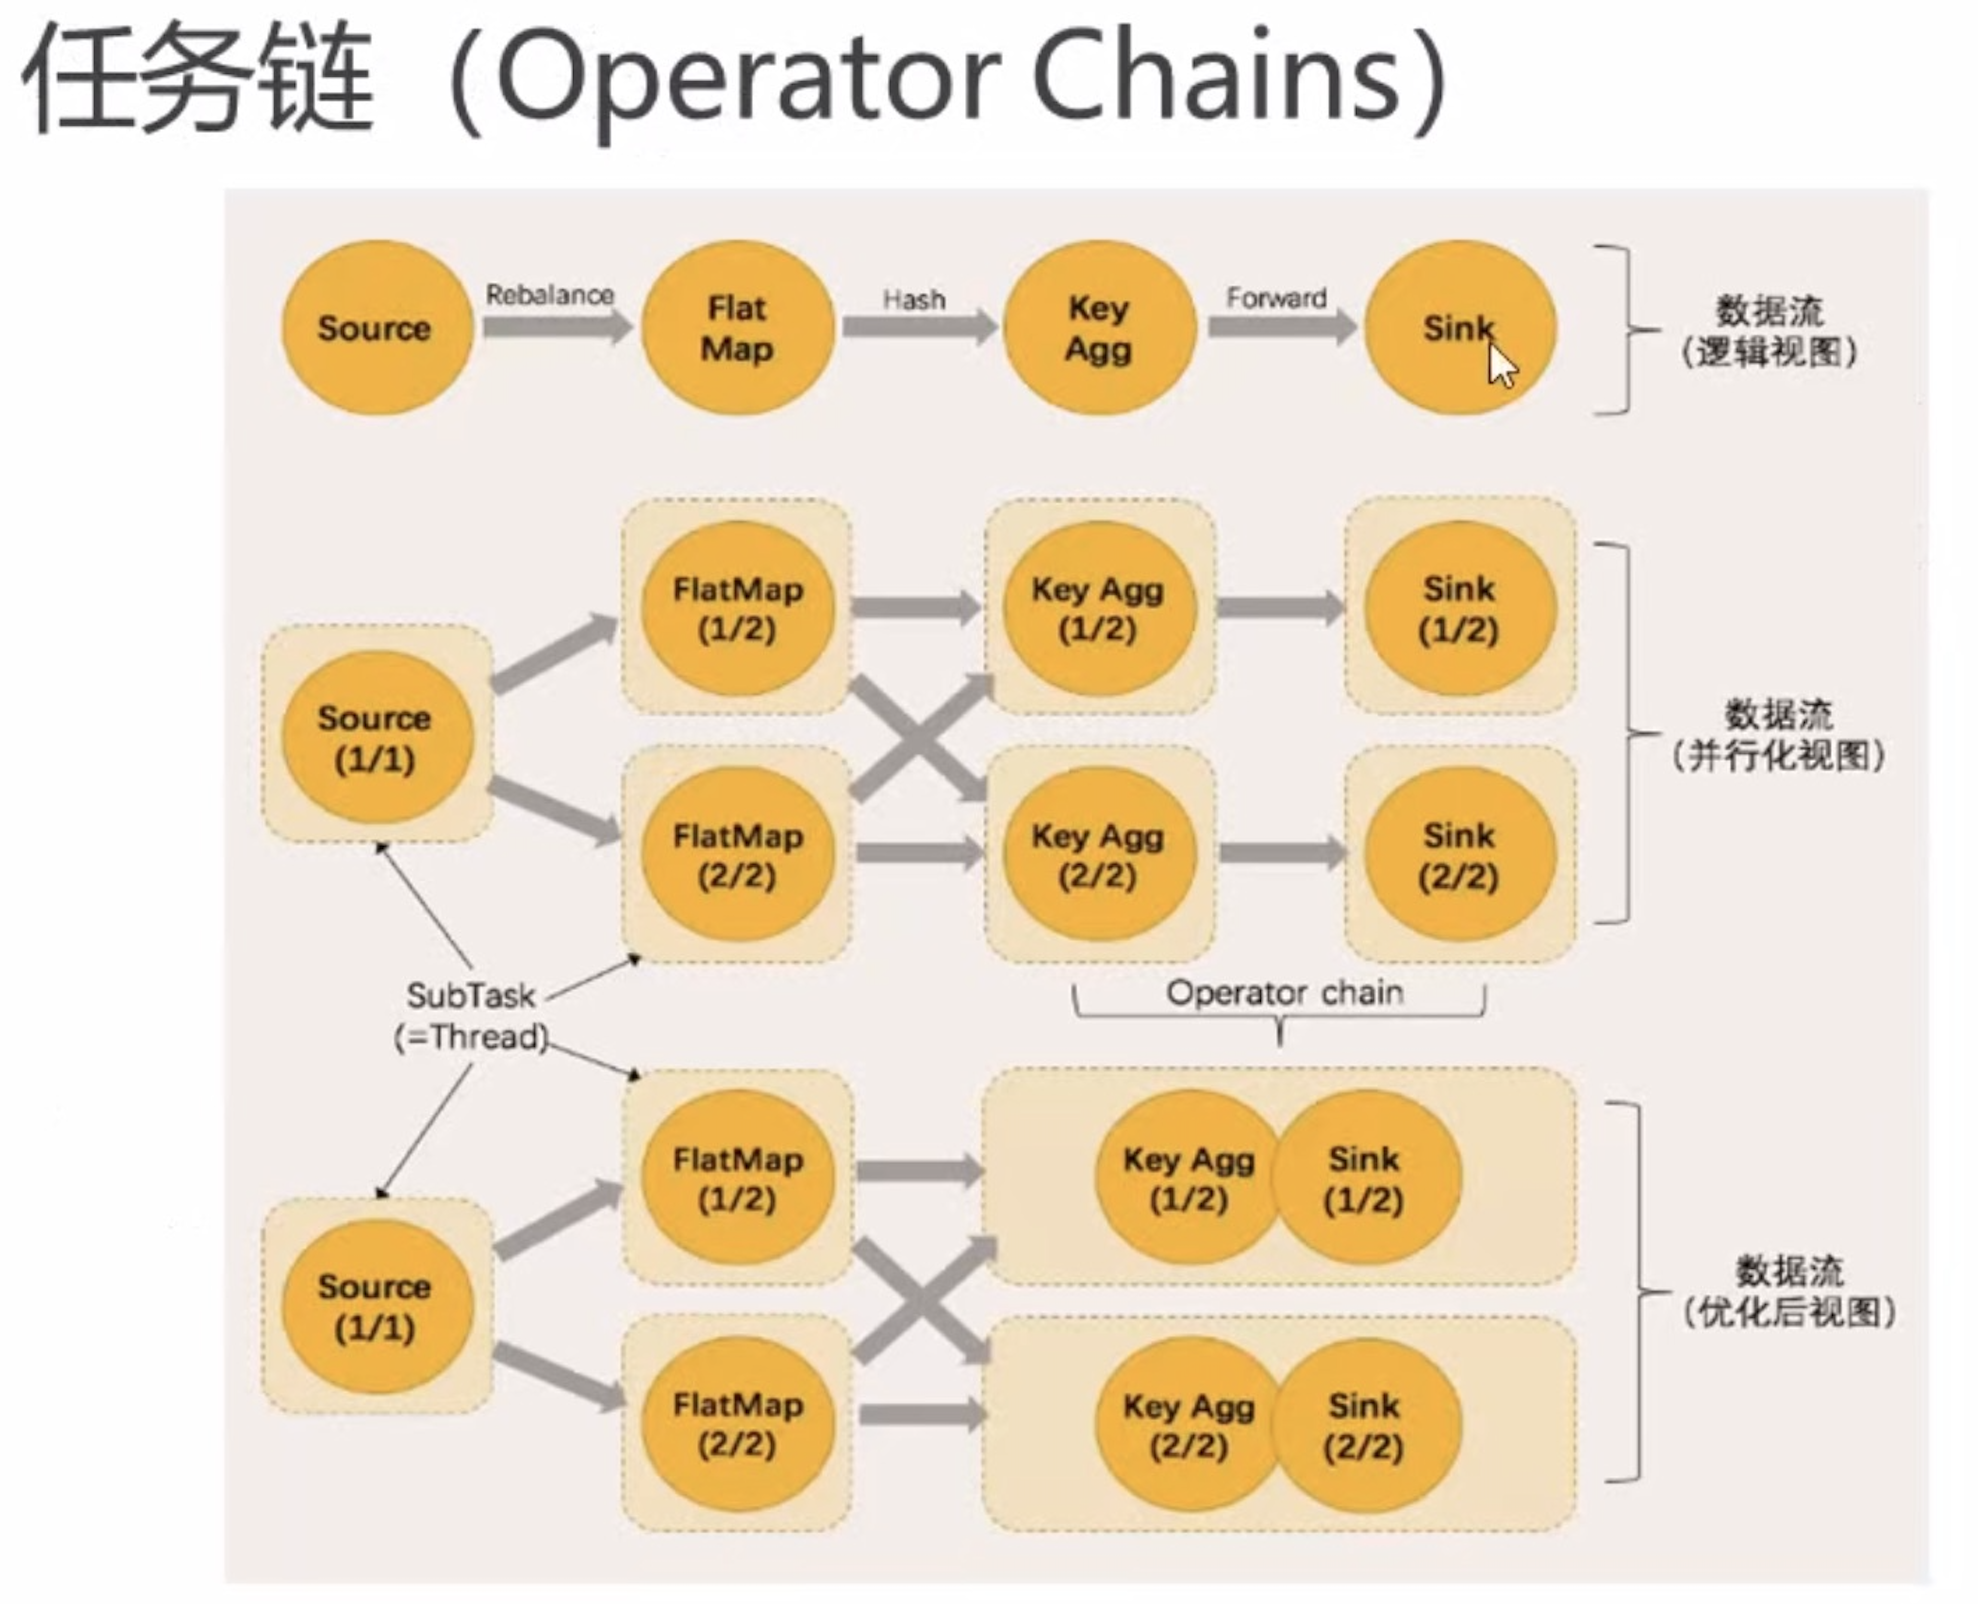 任务链（Operator Chains）
Source
Rebalance
Flat
Map
Hash
Key
Agg
Forward
Sink
数据流
（逻辑视图）
Source
(1/1)
FlatMap
(1/2)
Key Agg
(1/2)
Sink
(1/2)
FlatMap
(2/2)
Key Agg
(2/2)
Sink
(2/2)
数据流
（并行化视图）
SubTask
(=Thread)
Operator chain
Source
(1/1)
FlatMap
(1/2)
Key Agg
(1/2)
Sink
(1/2)
FlatMap
(2/2)
Key Agg
(2/2)
Sink
(2/2)
数据流
（优化后视图）